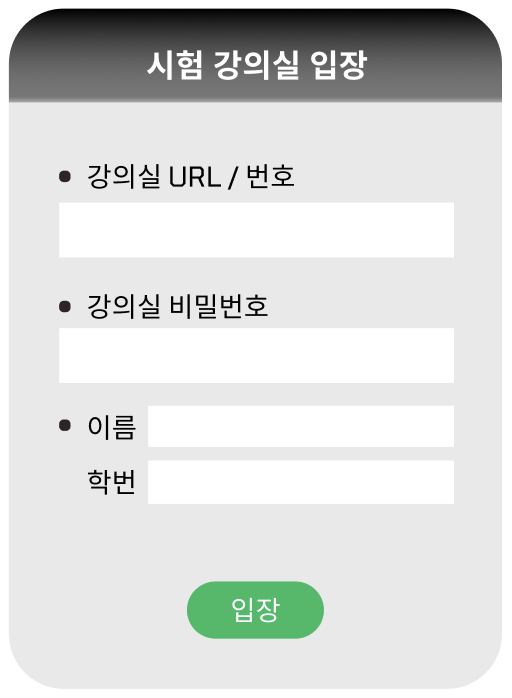 시험 강의실 입장
강의실 URL / 번호
강의실 비밀번호
이름
학번
입장